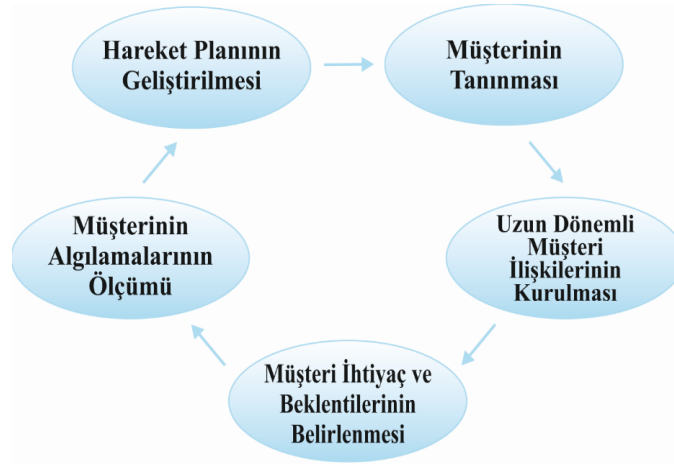 Hareket Planının
Geliştirilmesi
Müşterinin
Tanınması
Uzun Dönemli
Müşteri
İlişkilerinin
Kurulması
Müşteri İhtiyaç ve
Beklentilerinin
Belirlenmesi
Müşterinin
Algılamalarının
Ölçümü